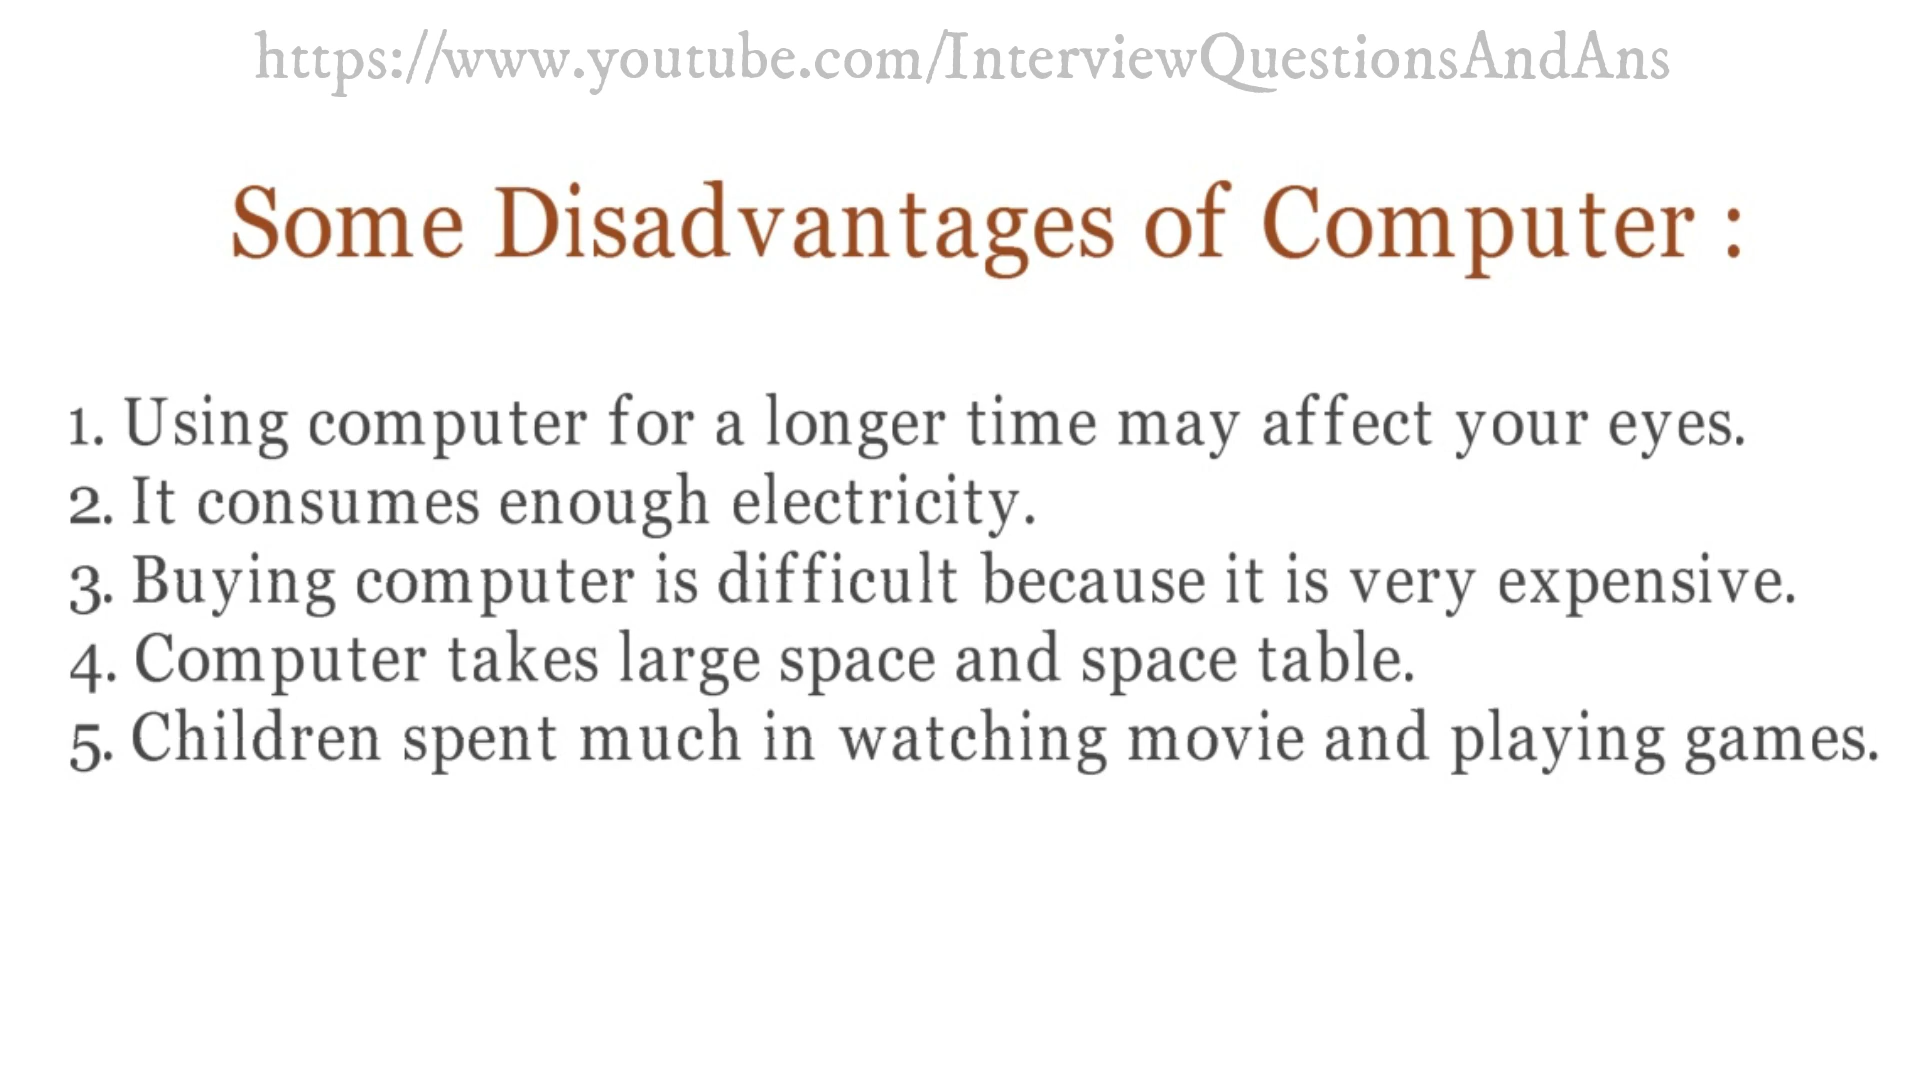 https://www.youtube.com/InterviewQuestionsAndAns
Some Disadvantages of Computer :
1. Using computer for a longer time may affect your eyes.
2. It consumes enough electricity.
3. Buying computer is difficult because it is very expensive.
4. Computer takes large space and space table.
5. Children spent much in watching movie and playing games.